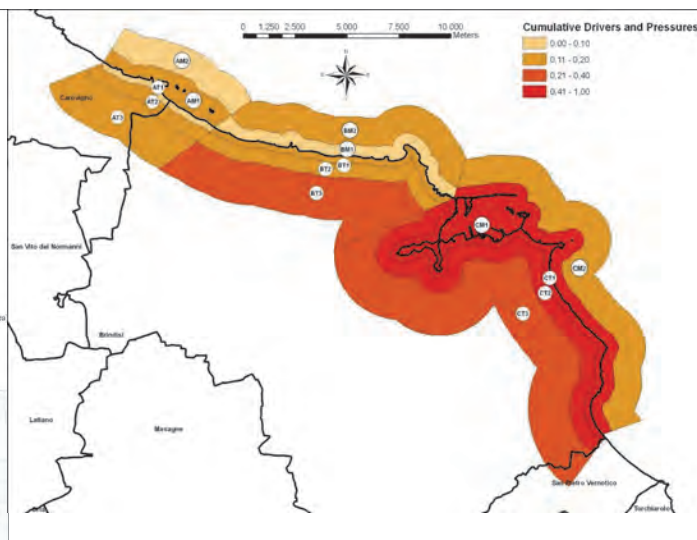 0 1.250 2.500 5.000 7.500 10.000
Meters
Cumulative Drivers and Pressures
0.00 - 0,10
0,11 - 0,20
0,21 - 0,40
0,41 - 1,00
AM2
AT1
AT2
AM1
AT3
Carovigno
BM2
BM1
BT1
BT2
BT3
CM1
CM2
CT1
CT2
CT3
San Vito dei Normanni
Brindisi
Latiano
Mesagne
San Pietro Vernotico
Torchiarolo